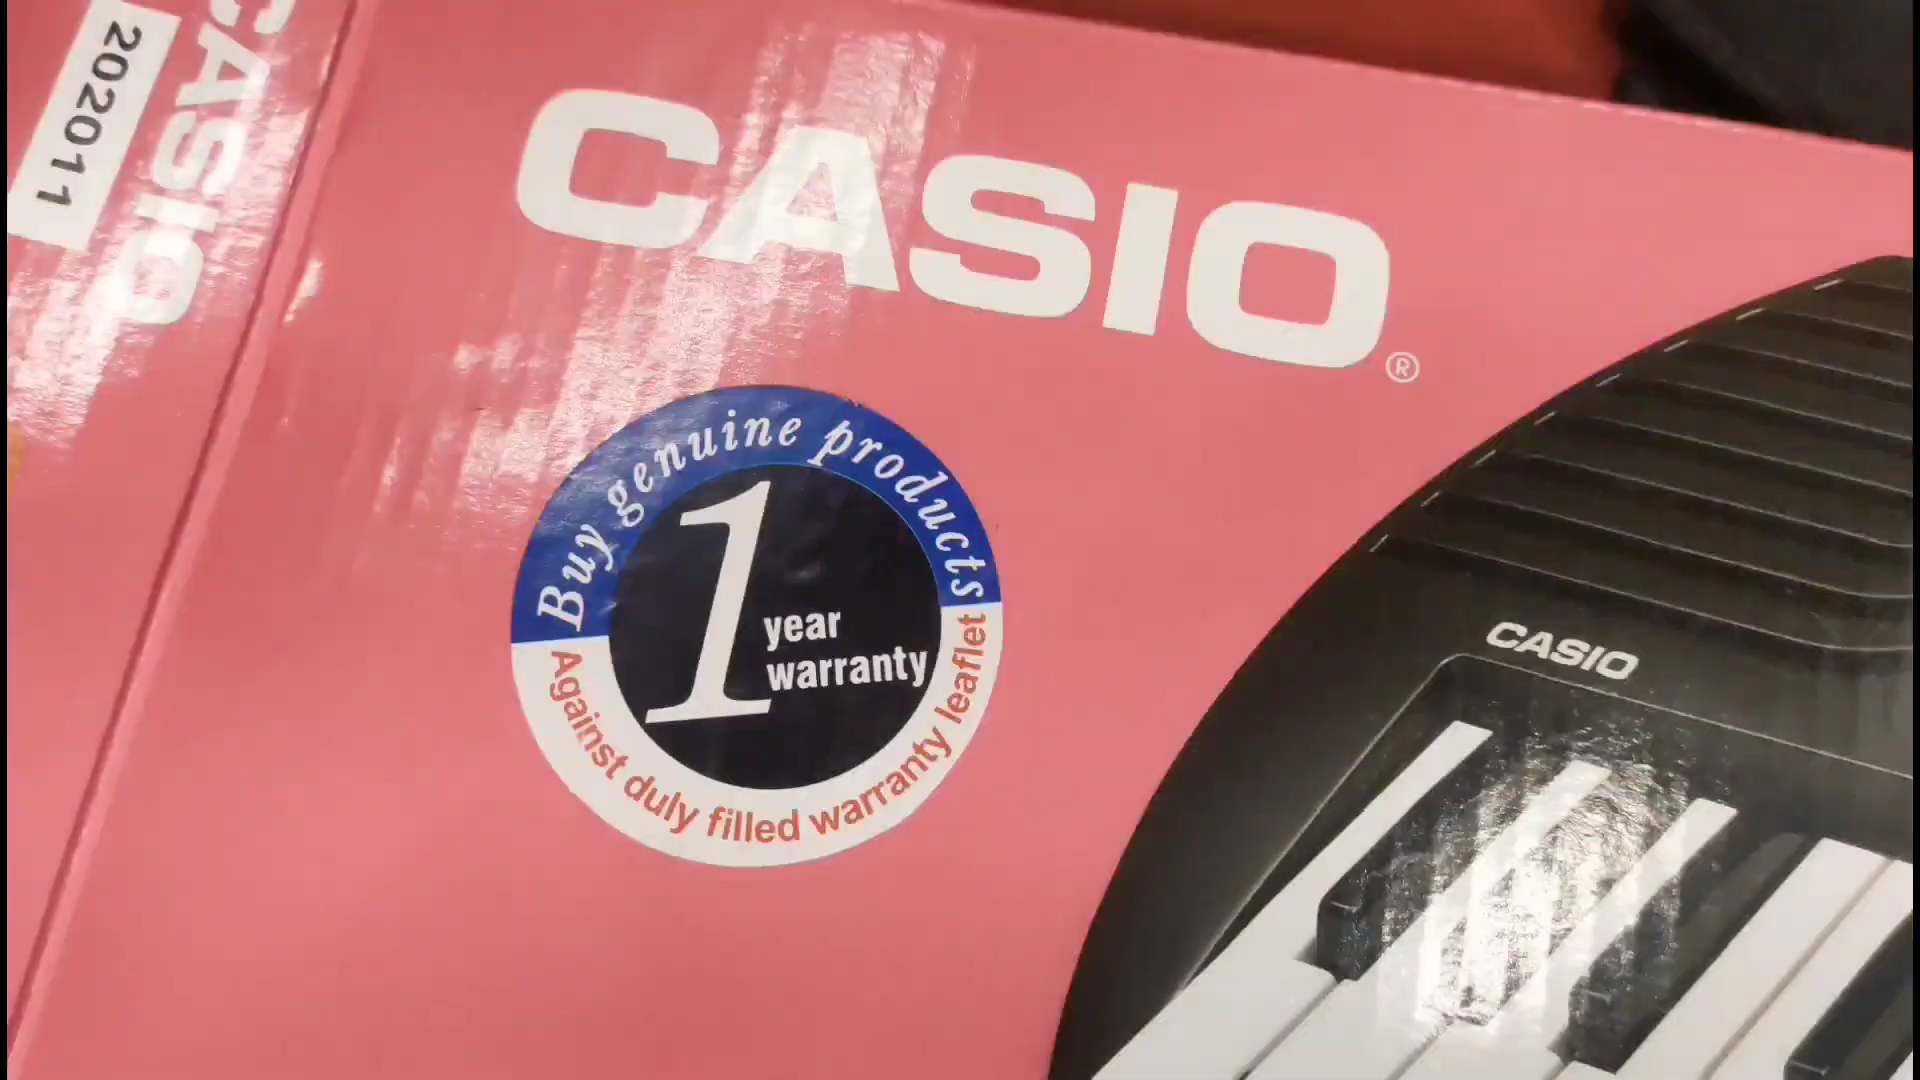 CASIO
202011
CASIO®
Buy genuine products
1
year
warranty
Against duly filled warranty leaflet
CASIO